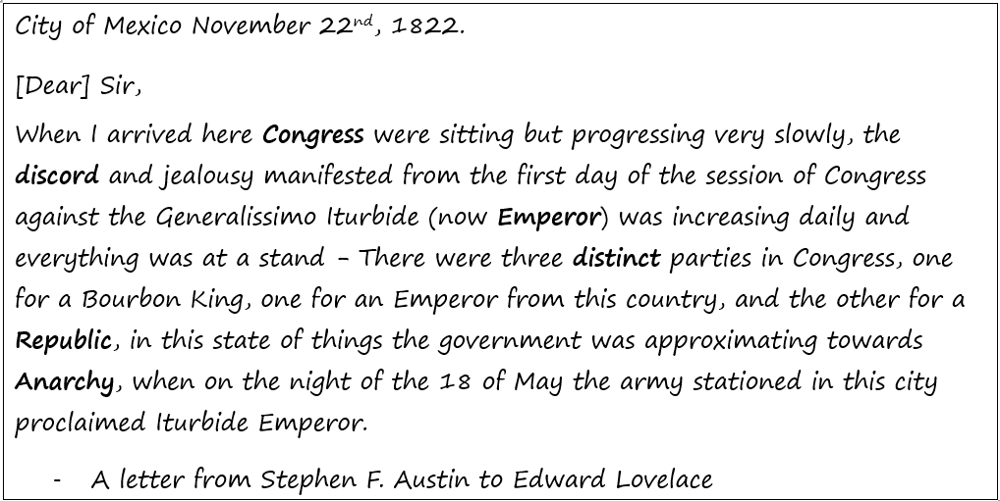 City of Mexico November 22nd, 1822.
[Dear] Sir,
When I arrived here Congress were sitting but progressing very slowly, the
discord and jealousy manifested from the first day of the session of Congress
against the Generalissimo Iturbide (now Emperor) was increasing daily and
everything was at a stand – There were three distinct parties in Congress, one
for a Bourbon King, one for an Emperor from this country, and the other for a
Republic, in this state of things the government was approximating towards
Anarchy, when on the night of the 18 of May the army stationed in this city
proclaimed Iturbide Emperor.
- A letter from Stephen F. Austin to Edward Lovelace